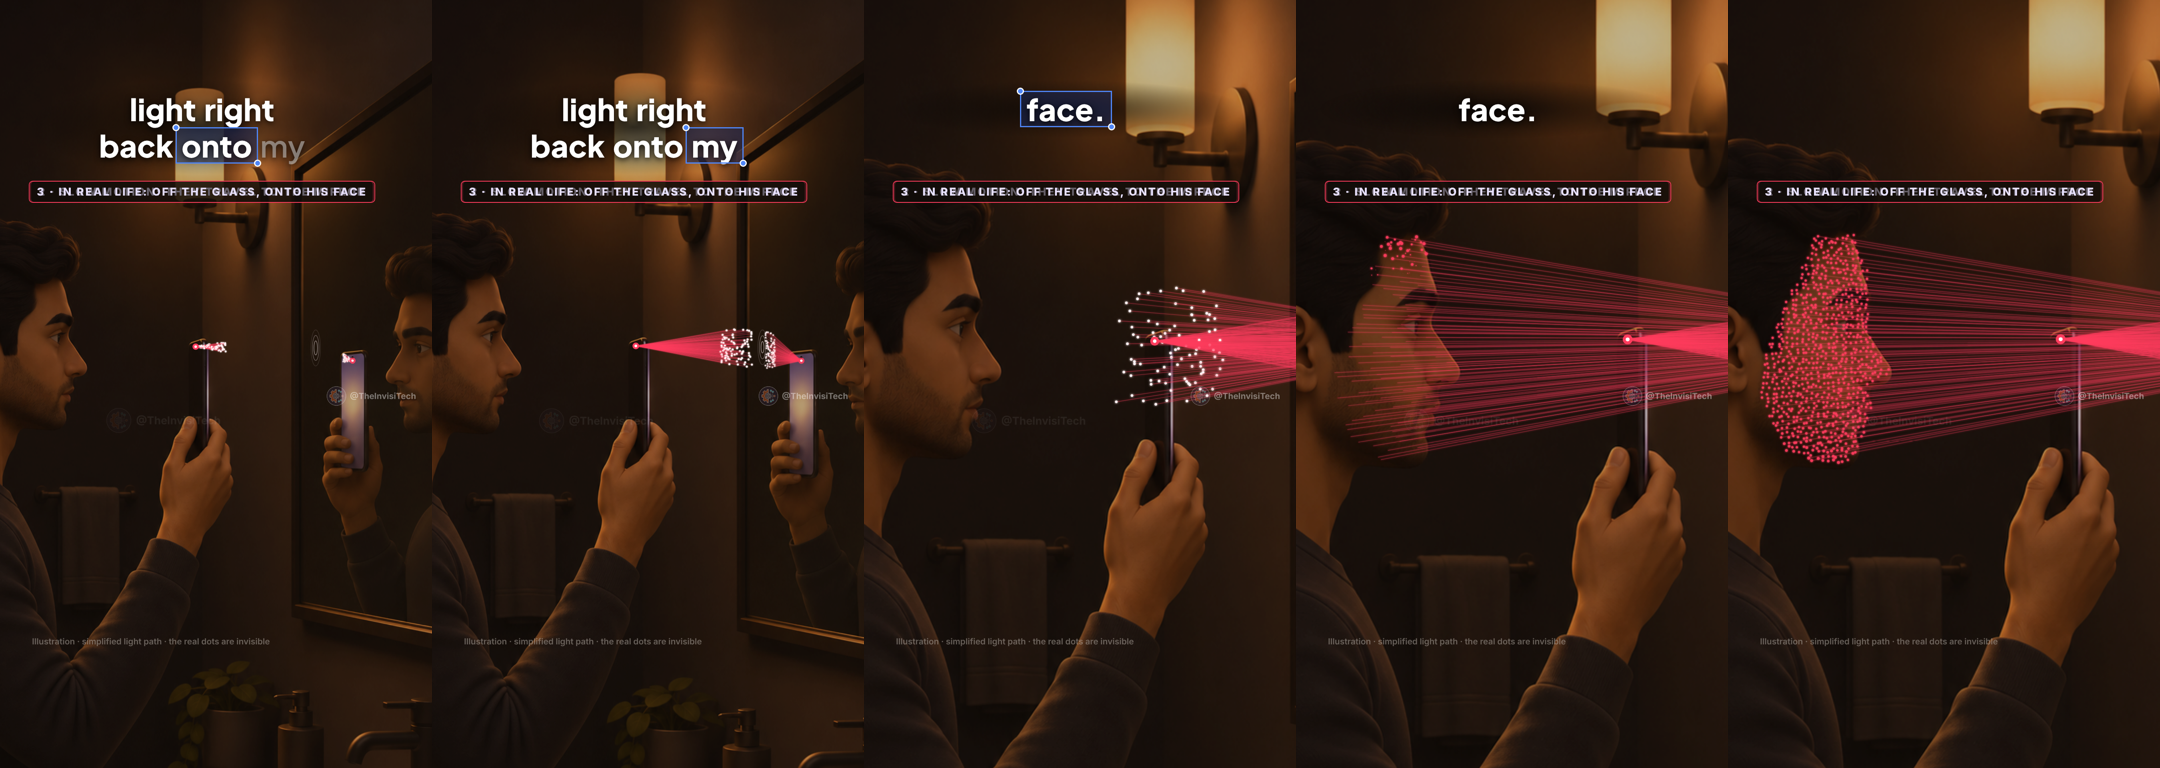 light right
back onto my
3 · IN REAL LIFE: OFF THE GLASS, ONTO HIS FACE
@TheInvisiTech
@TheInvisiTech
Illustration · simplified light path · the real dots are invisible
light right
back onto my
3 · IN REAL LIFE: OFF THE GLASS, ONTO HIS FACE
@TheInvisiTech
@TheInvisiTech
Illustration · simplified light path · the real dots are invisible
face.
3 · IN REAL LIFE: OFF THE GLASS, ONTO HIS FACE
@TheInvisiTech
@TheInvisiTech
Illustration · simplified light path · the real dots are invisible
face.
3 · IN REAL LIFE: OFF THE GLASS, ONTO HIS FACE
@TheInvisiTech
Illustration · simplified light path · the real dots are invisible
3 · IN REAL LIFE: OFF THE GLASS, ONTO HIS FACE
@TheInvisiTech
Illustration · simplified light path · the real dots are invisible